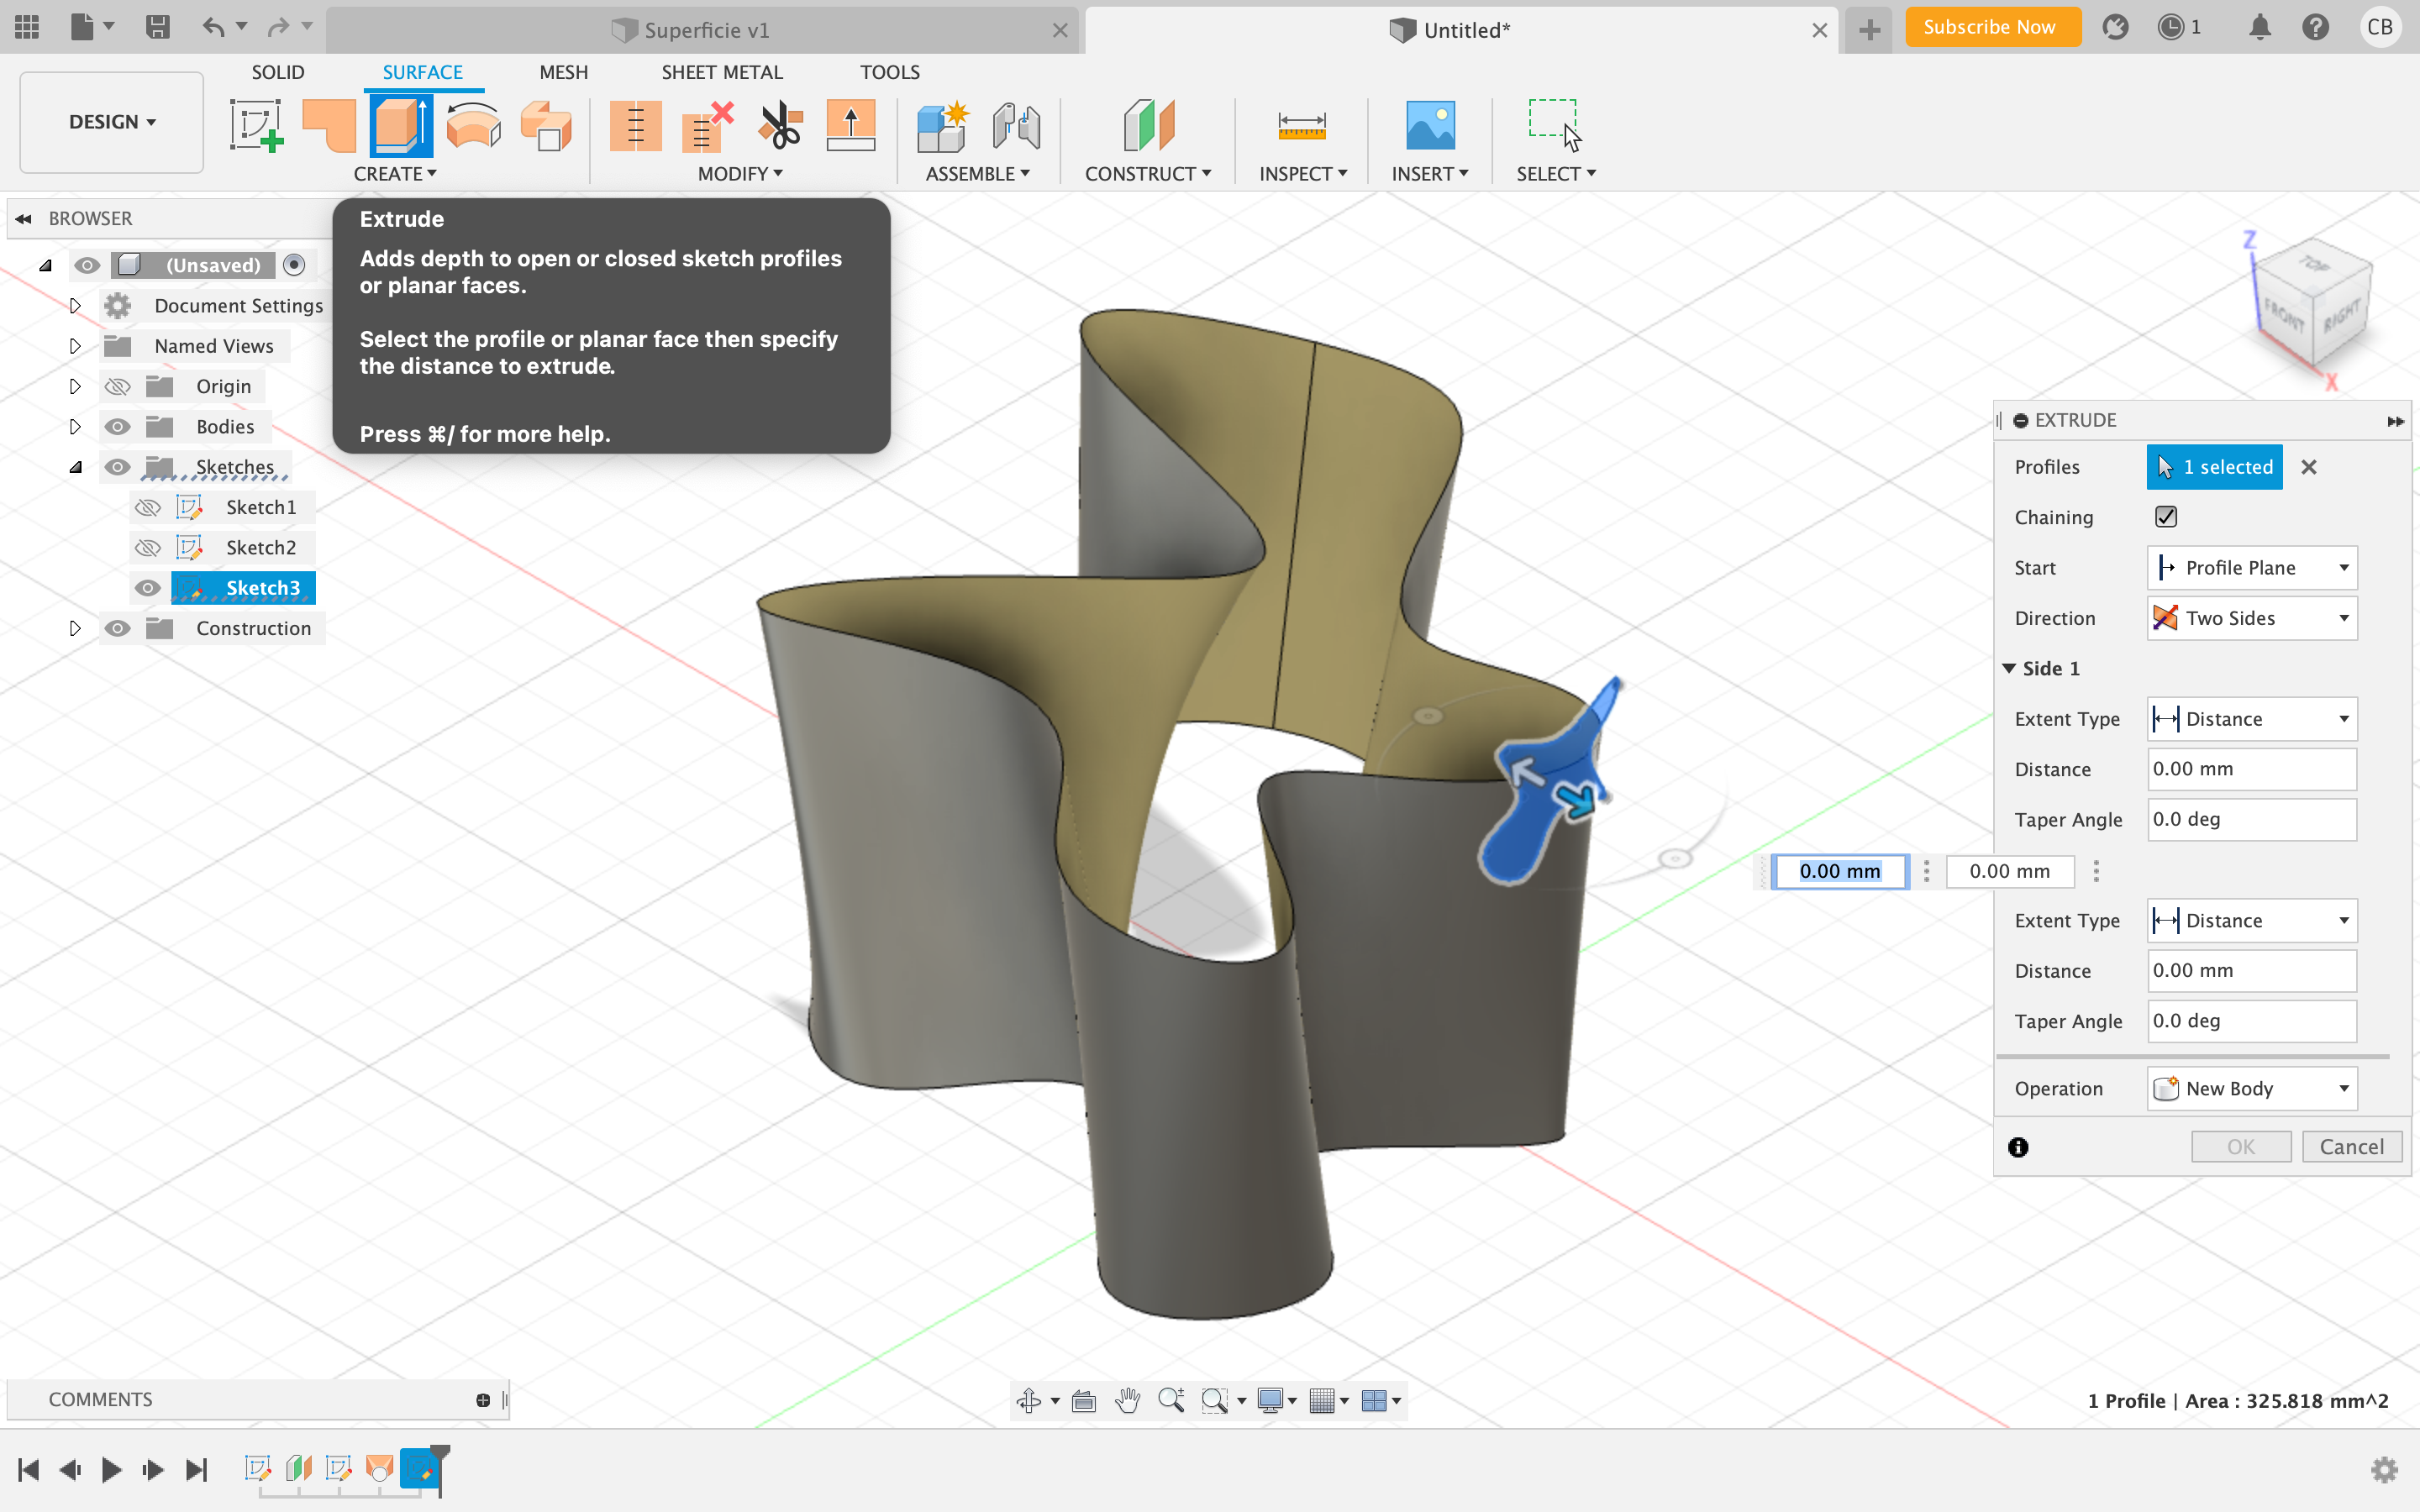 Superficie v1
Untitled*
Subscribe Now
1
CB
DESIGN
SOLID
SURFACE
MESH
SHEET METAL
TOOLS
CREATE
MODIFY
ASSEMBLE
CONSTRUCT
INSPECT
INSERT
SELECT
BROWSER
(Unsaved)
Document Settings
Named Views
Origin
Bodies
Sketches
Sketch1
Sketch2
Sketch3
Construction
Extrude
Adds depth to open or closed sketch profiles
or planar faces.
Select the profile or planar face then specify
the distance to extrude.
Press ⌘/ for more help.
Z
TOP
FRONT
RIGHT
X
EXTRUDE
Profiles
1 selected
Chaining
Start
Profile Plane
Direction
Two Sides
Side 1
Extent Type
Distance
Distance
0.00 mm
Taper Angle
0.0 deg
0.00 mm
0.00 mm
Extent Type
Distance
Distance
0.00 mm
Taper Angle
0.0 deg
Operation
New Body
OK
Cancel
COMMENTS
1 Profile | Area : 325.818 mm^2